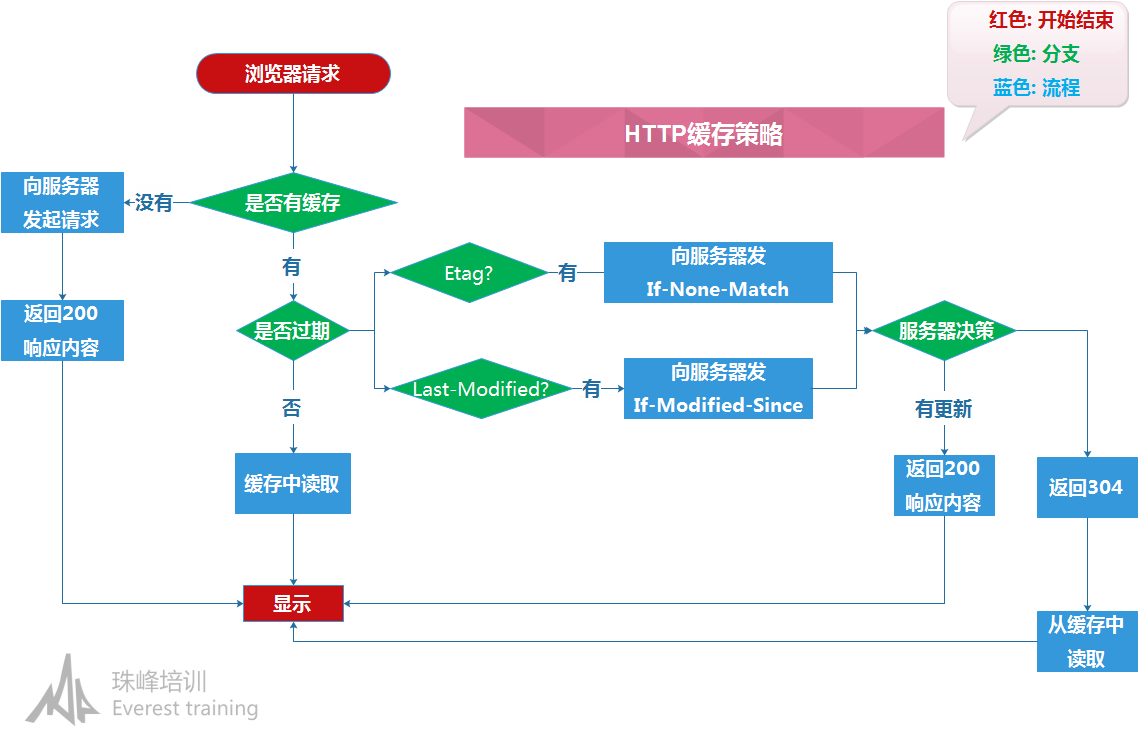 红色: 开始结束
绿色: 分支
蓝色: 流程
HTTP缓存策略
浏览器请求
是否有缓存
没有
向服务器
发起请求
返回200
响应内容
有
是否过期
Etag?
有
向服务器发
If-None-Match
Last-Modified?
有
向服务器发
If-Modified-Since
服务器决策
否
缓存中读取
有更新
返回200
响应内容
返回304
从缓存中
读取
显示
珠峰培训
Everest training